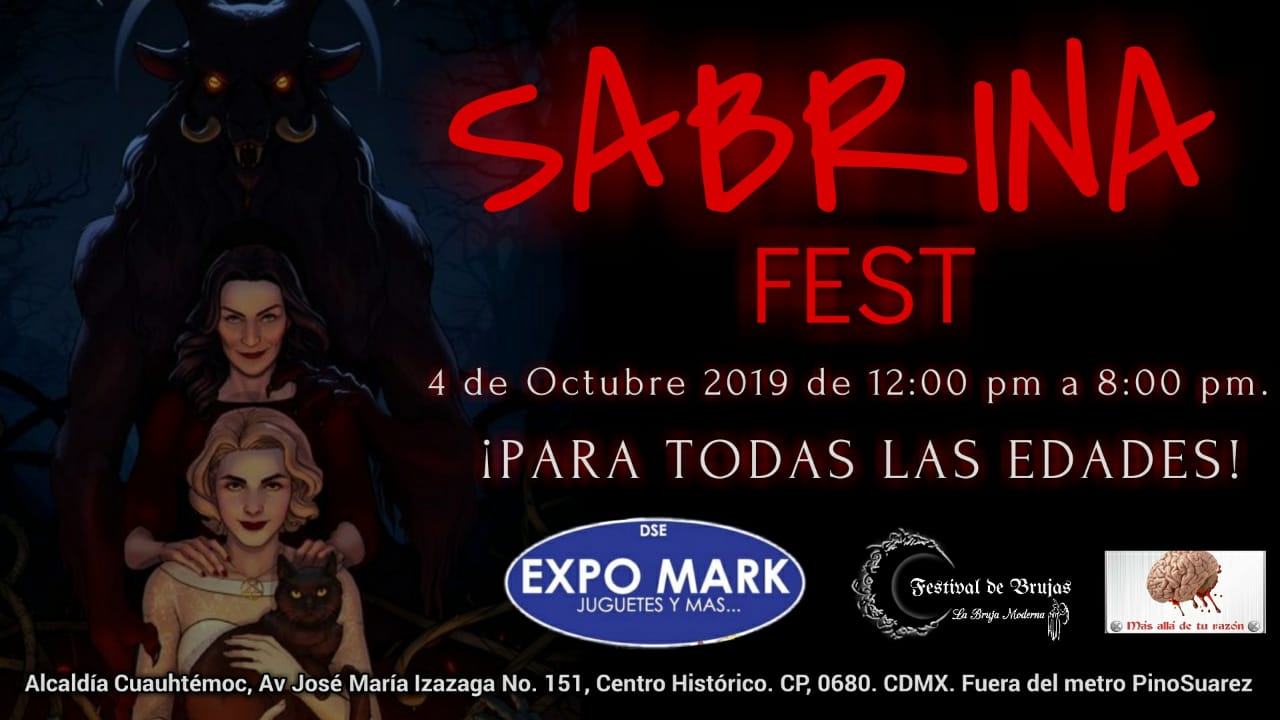 SABRINA
FEST
4 de Octubre 2019 de 12:00 pm a 8:00 pm.
¡PARA TODAS LAS EDADES!
DSE
EXPO MARK
JUGUETES Y MAS...
Festival de Brujas
La Bruja Moderna
Más allá de tu razón
Alcaldía Cuauhtémoc, Av José María Izazaga No. 151, Centro Histórico. CP, 0680. CDMX. Fuera del metro PinoSuarez